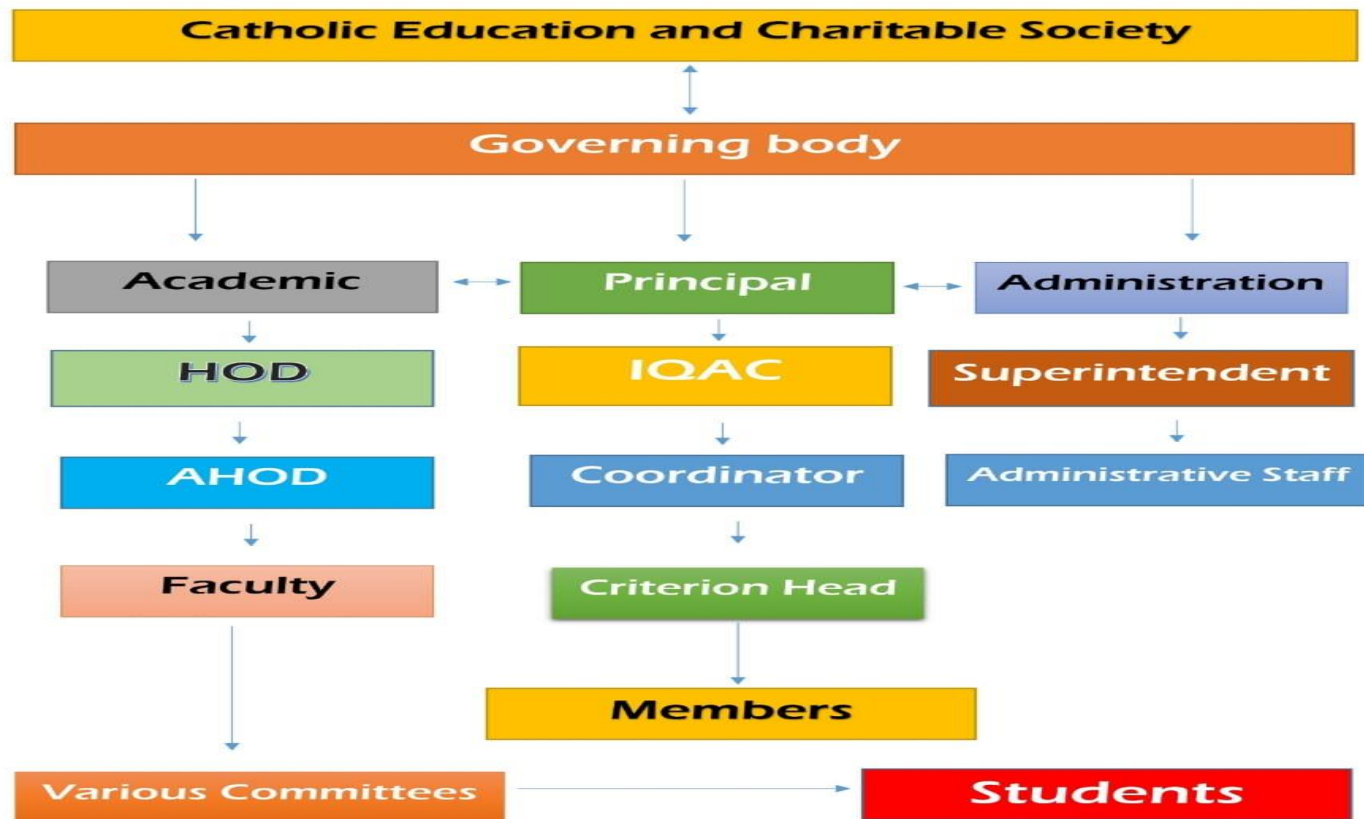 Catholic Education and Charitable Society
Governing body
Academic
Principal
Administration
HOD
IQAC
Superintendent
AHOD
Coordinator
Administrative Staff
Faculty
Criterion Head
Members
Various Committees
Students